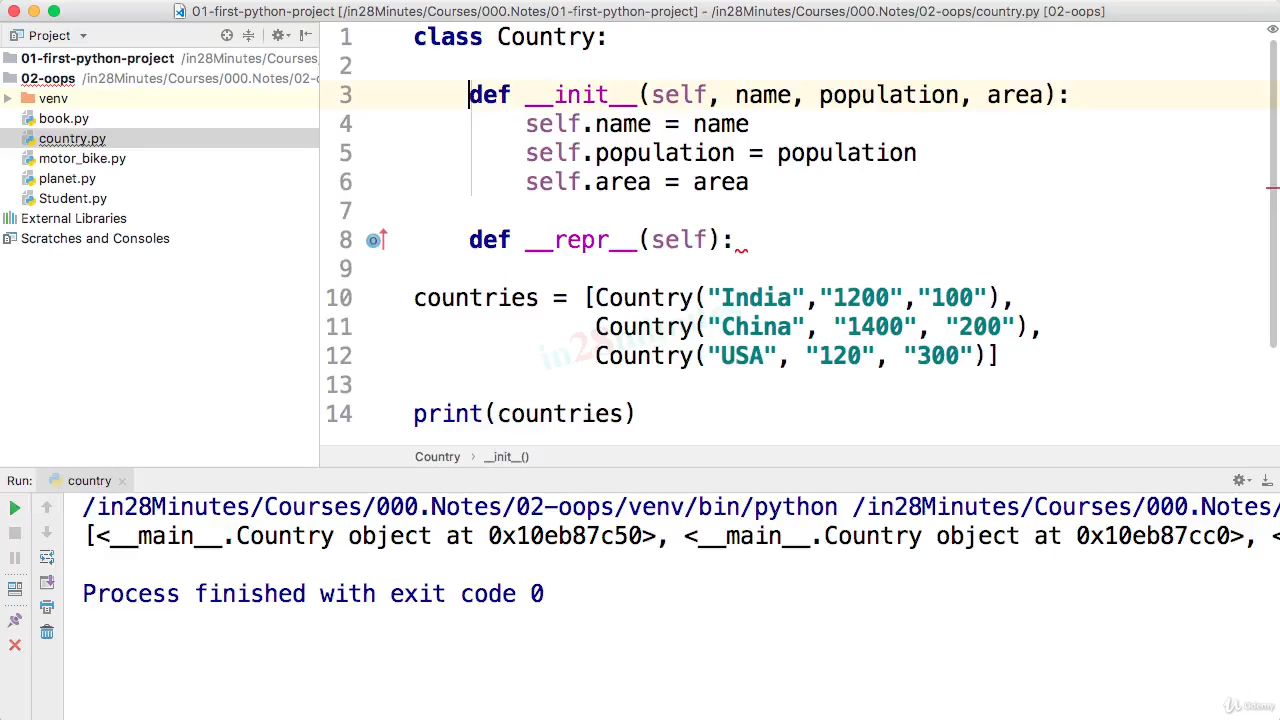 01-first-python-project [/in28Minutes/Courses/000.Notes/01-first-python-project] - /in28Minutes/Courses/000.Notes/02-oops/country.py [02-oops]
Project
01-first-python-project /in28Minutes/Courses
02-oops /in28Minutes/Courses/000.Notes/02-o
venv
book.py
country.py
motor_bike.py
planet.py
Student.py
External Libraries
Scratches and Consoles
1 class Country:
2
3 def __init__(self, name, population, area):
4 self.name = name
5 self.population = population
6 self.area = area
7
8 def __repr__(self):
9
10 countries = [Country("India","1200","100"),
11 Country("China", "1400", "200"),
12 Country("USA", "120", "300")]
13
14 print(countries)
Country › __init__()
Run: country
/in28Minutes/Courses/000.Notes/02-oops/venv/bin/python /in28Minutes/Courses/000.Notes/
[<__main__.Country object at 0x10eb87c50>, <__main__.Country object at 0x10eb87cc0>, <
Process finished with exit code 0
Udemy